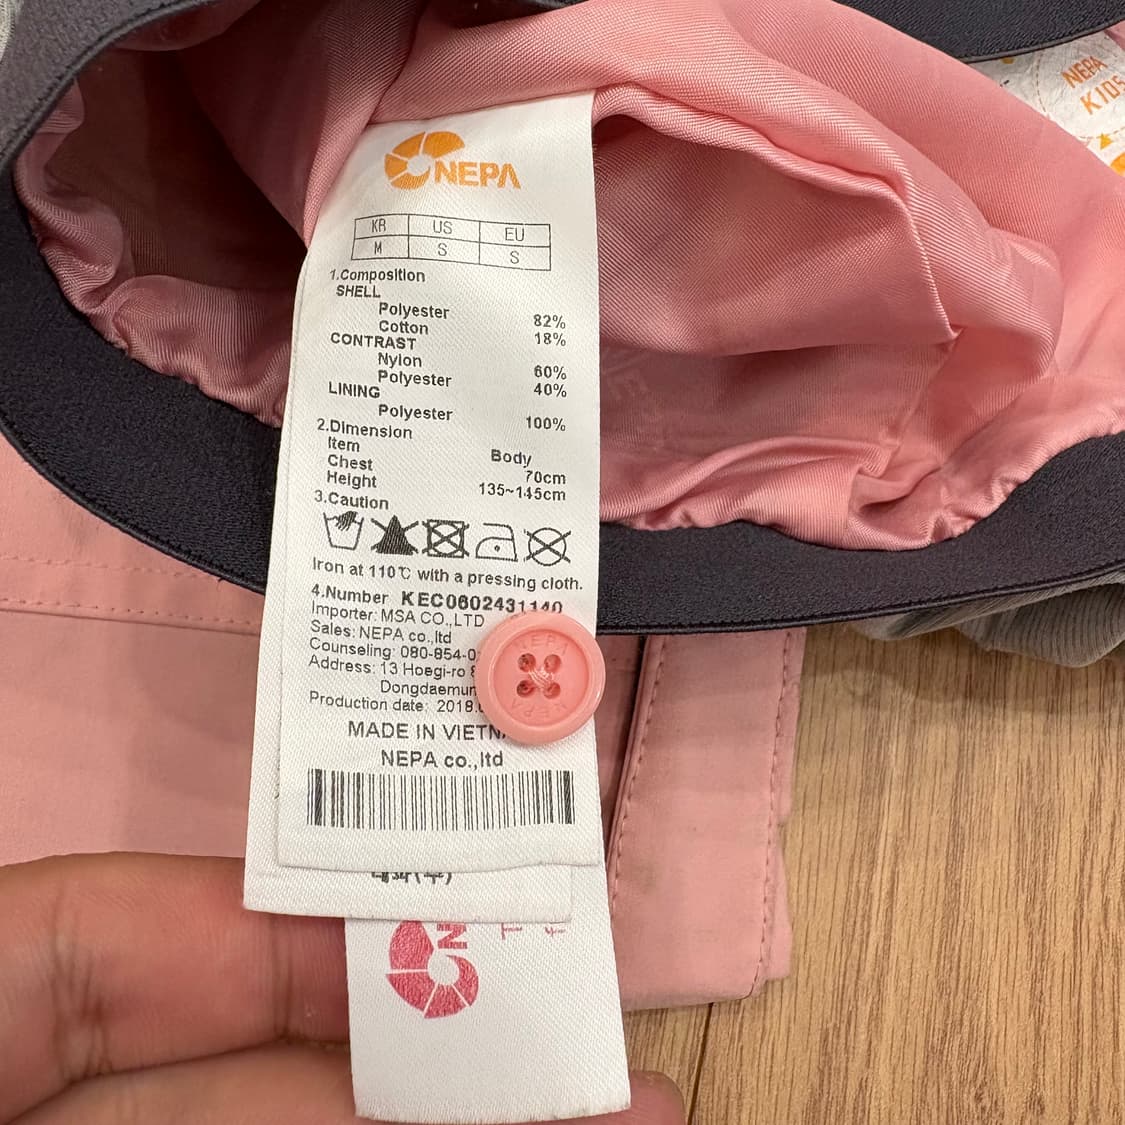 NEPA
KIDS
NEPA
KR US EU
M S S
1.Composition
SHELL
Polyester 82%
Cotton 18%
CONTRAST
Nylon 60%
Polyester 40%
LINING
Polyester 100%
2.Dimension
Item Body
Chest 70cm
Height 135~145cm
3.Caution
Iron at 110℃ with a pressing cloth.
4.Number KEC0602431140
Importer: MSA CO.,LTD
Sales: NEPA co.,ltd
Counseling: 080-854-0
Address: 13 Hoegi-ro
Dongdaemun
Production date: 2018.
MADE IN VIETN
NEPA co.,ltd
NEPA
NEPA